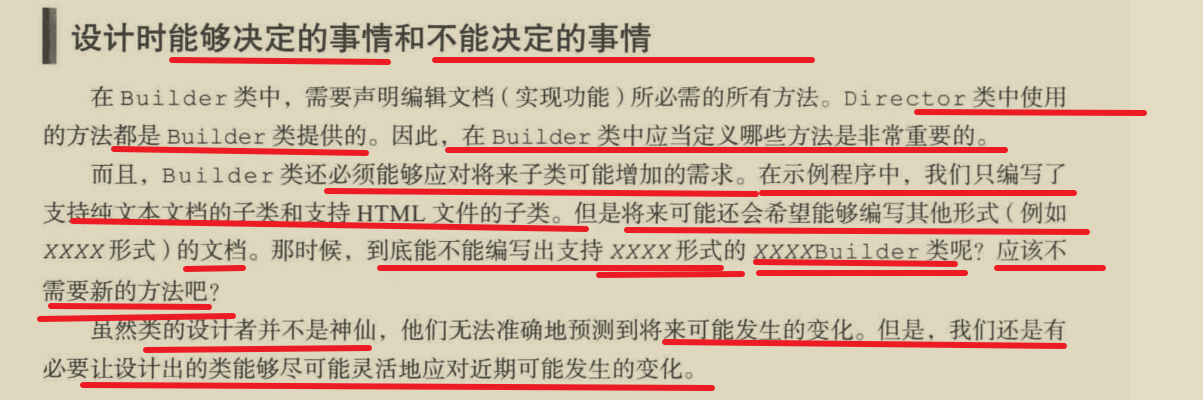 设计时能够决定的事情和不能决定的事情
在 Builder 类中，需要声明编辑文档（实现功能）所必需的所有方法。Director 类中使用
的方法都是 Builder 类提供的。因此，在 Builder 类中应当定义哪些方法是非常重要的。
而且，Builder 类还必须能够应对将来子类可能增加的需求。在示例程序中，我们只编写了
支持纯文本文档的子类和支持 HTML 文件的子类。但是将来可能还会希望能够编写其他形式（例如
XXXX 形式）的文档。那时候，到底能不能编写出支持 XXXX 形式的 XXXXBuilder 类呢？应该不
需要新的方法吧？
虽然类的设计者并不是神仙，他们无法准确地预测到将来可能发生的变化。但是，我们还是有
必要让设计出的类能够尽可能灵活地应对近期可能发生的变化。